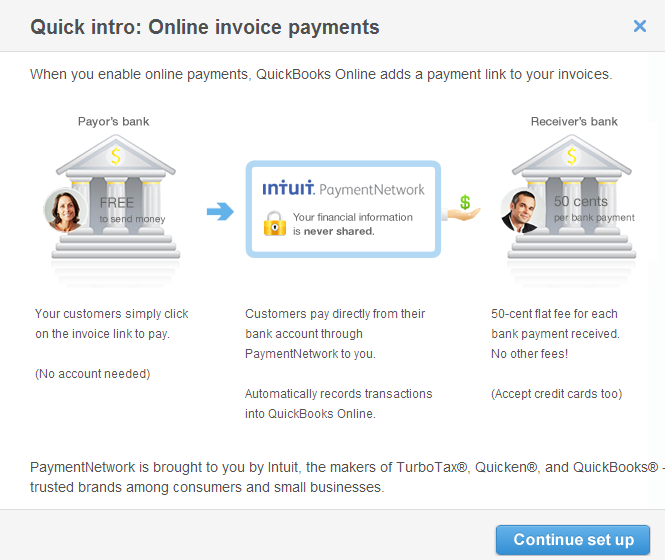 Quick intro: Online invoice payments
When you enable online payments, QuickBooks Online adds a payment link to your invoices.
Payor's bank
FREE
to send money
INTUIT PaymentNetwork
Your financial information
is never shared.
$
Receiver's bank
50 cents
per bank payment
$
$
Your customers simply click
on the invoice link to pay.
(No account needed)
Customers pay directly from their
bank account through
PaymentNetwork to you.
Automatically records transactions
into QuickBooks Online.
50-cent flat fee for each
bank payment received.
No other fees!
(Accept credit cards too)
PaymentNetwork is brought to you by Intuit, the makers of TurboTax®, Quicken®, and QuickBooks® -
trusted brands among consumers and small businesses.
Continue set up